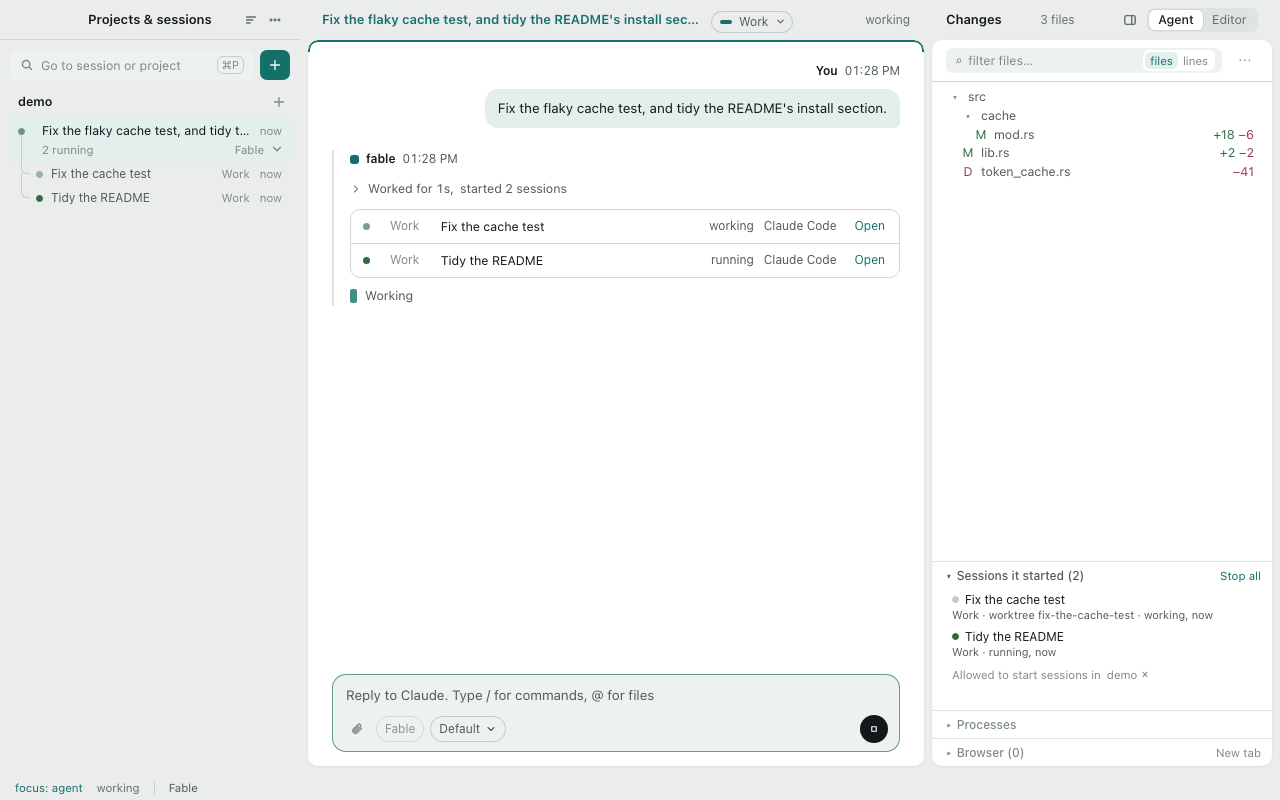 Projects & sessions
Go to session or project
⌘P
demo
Fix the flaky cache test, and tidy t... now
2 running Fable
Fix the cache test Work now
Tidy the README Work now
Fix the flaky cache test, and tidy the README's install sec... Work working
You 01:28 PM
Fix the flaky cache test, and tidy the README's install section.
fable 01:28 PM
Worked for 1s, started 2 sessions
Work Fix the cache test working Claude Code Open
Work Tidy the README running Claude Code Open
Working
Reply to Claude. Type / for commands, @ for files
Fable Default
Changes 3 files Agent Editor
filter files... files lines
src
cache
M mod.rs +18 −6
M lib.rs +2 −2
D token_cache.rs −41
Sessions it started (2) Stop all
Fix the cache test
Work · worktree fix-the-cache-test · working, now
Tidy the README
Work · running, now
Allowed to start sessions in demo ×
Processes
Browser (0) New tab
focus: agent working Fable